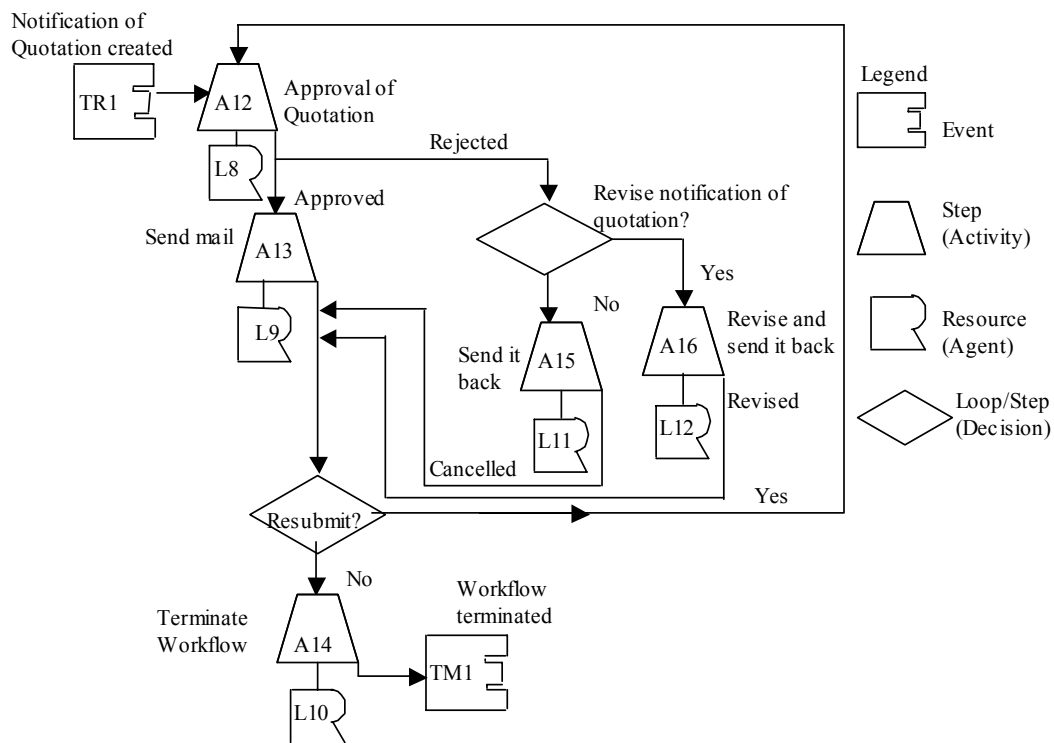 Notification of
Quotation created
TR1
A12
Approval of
Quotation
L8
Rejected
Approved
Send mail
A13
L9
Revise notification of
quotation?
Yes
No
Send it
back
A15
A16
Revise and
send it back
L11
L12
Revised
Cancelled
Yes
Resubmit?
No
Terminate
Workflow
A14
L10
Workflow
terminated
TM1
Legend
Event
Step
(Activity)
Resource
(Agent)
Loop/Step
(Decision)